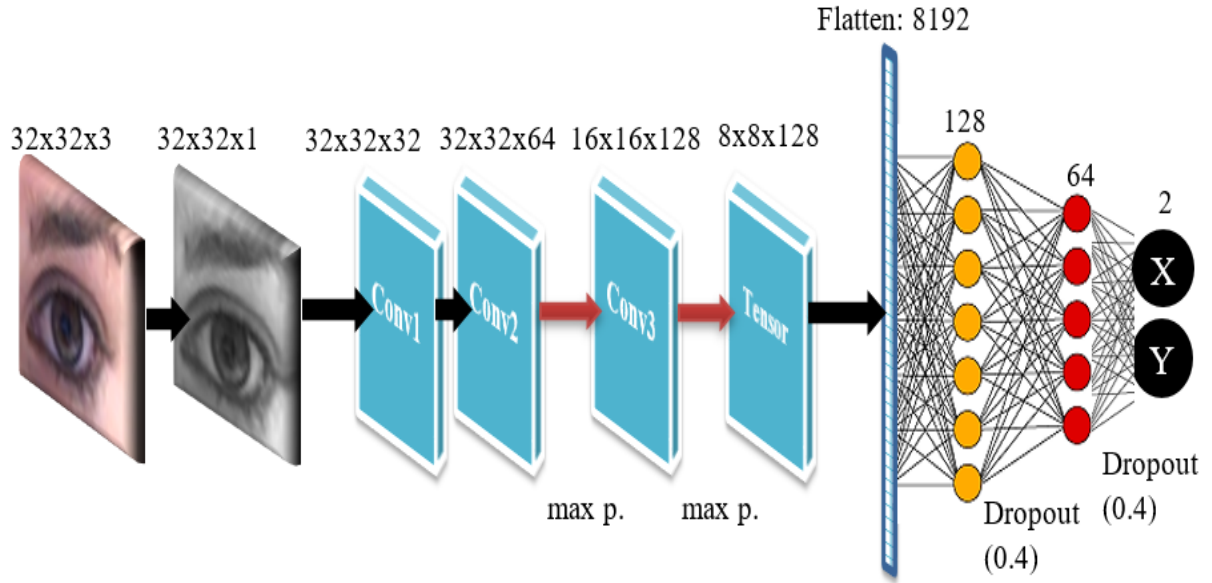 Flatten: 8192
32x32x3
32x32x1
32x32x32
32x32x64
16x16x128
8x8x128
128
64
2
Conv1
Conv2
Conv3
Tensor
X
Y
max p.
max p.
Dropout
(0.4)
Dropout
(0.4)